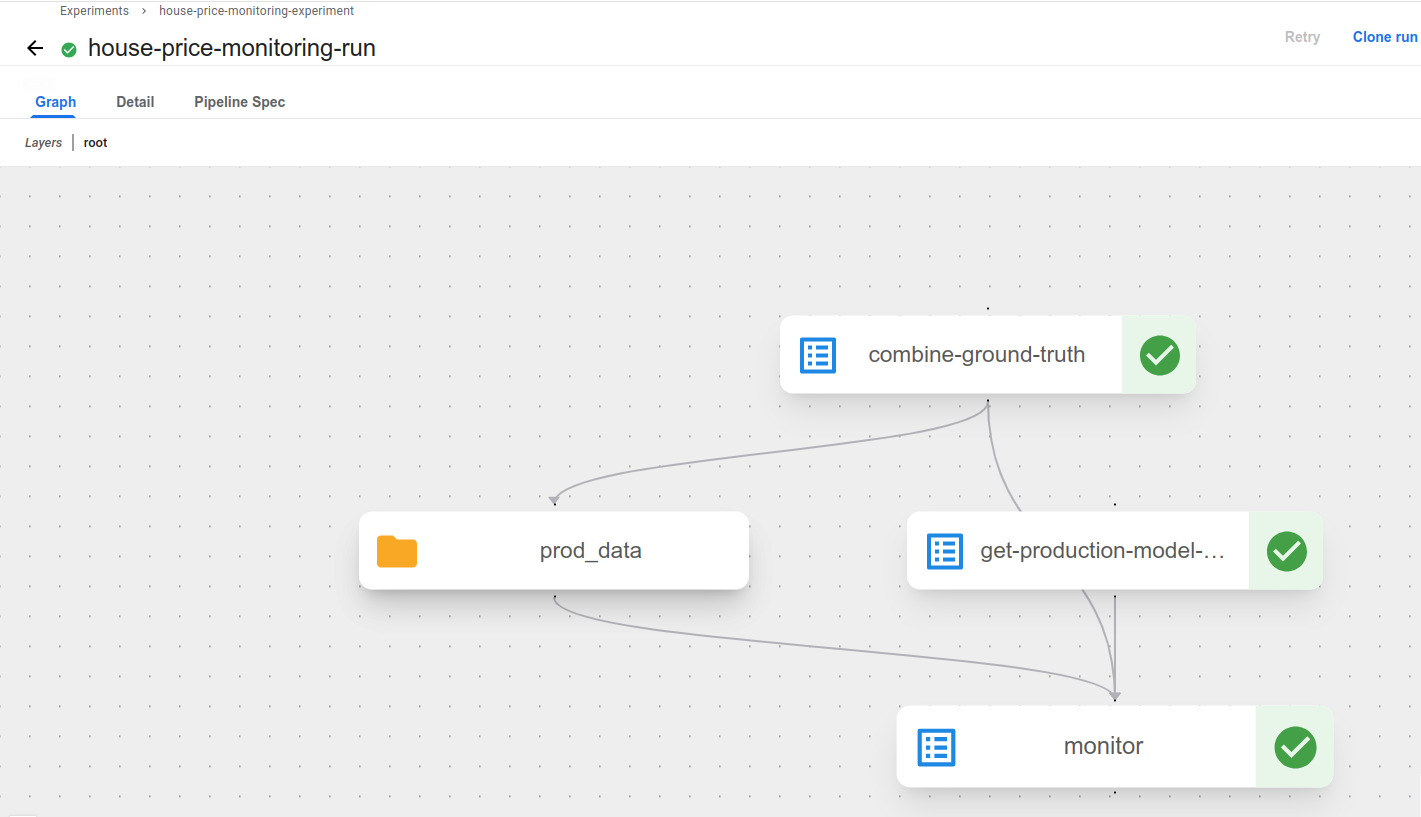 Experiments › house-price-monitoring-experiment
house-price-monitoring-run
Retry
Clone run
Graph Detail Pipeline Spec
Layers root
combine-ground-truth
prod_data
get-production-model-...
monitor